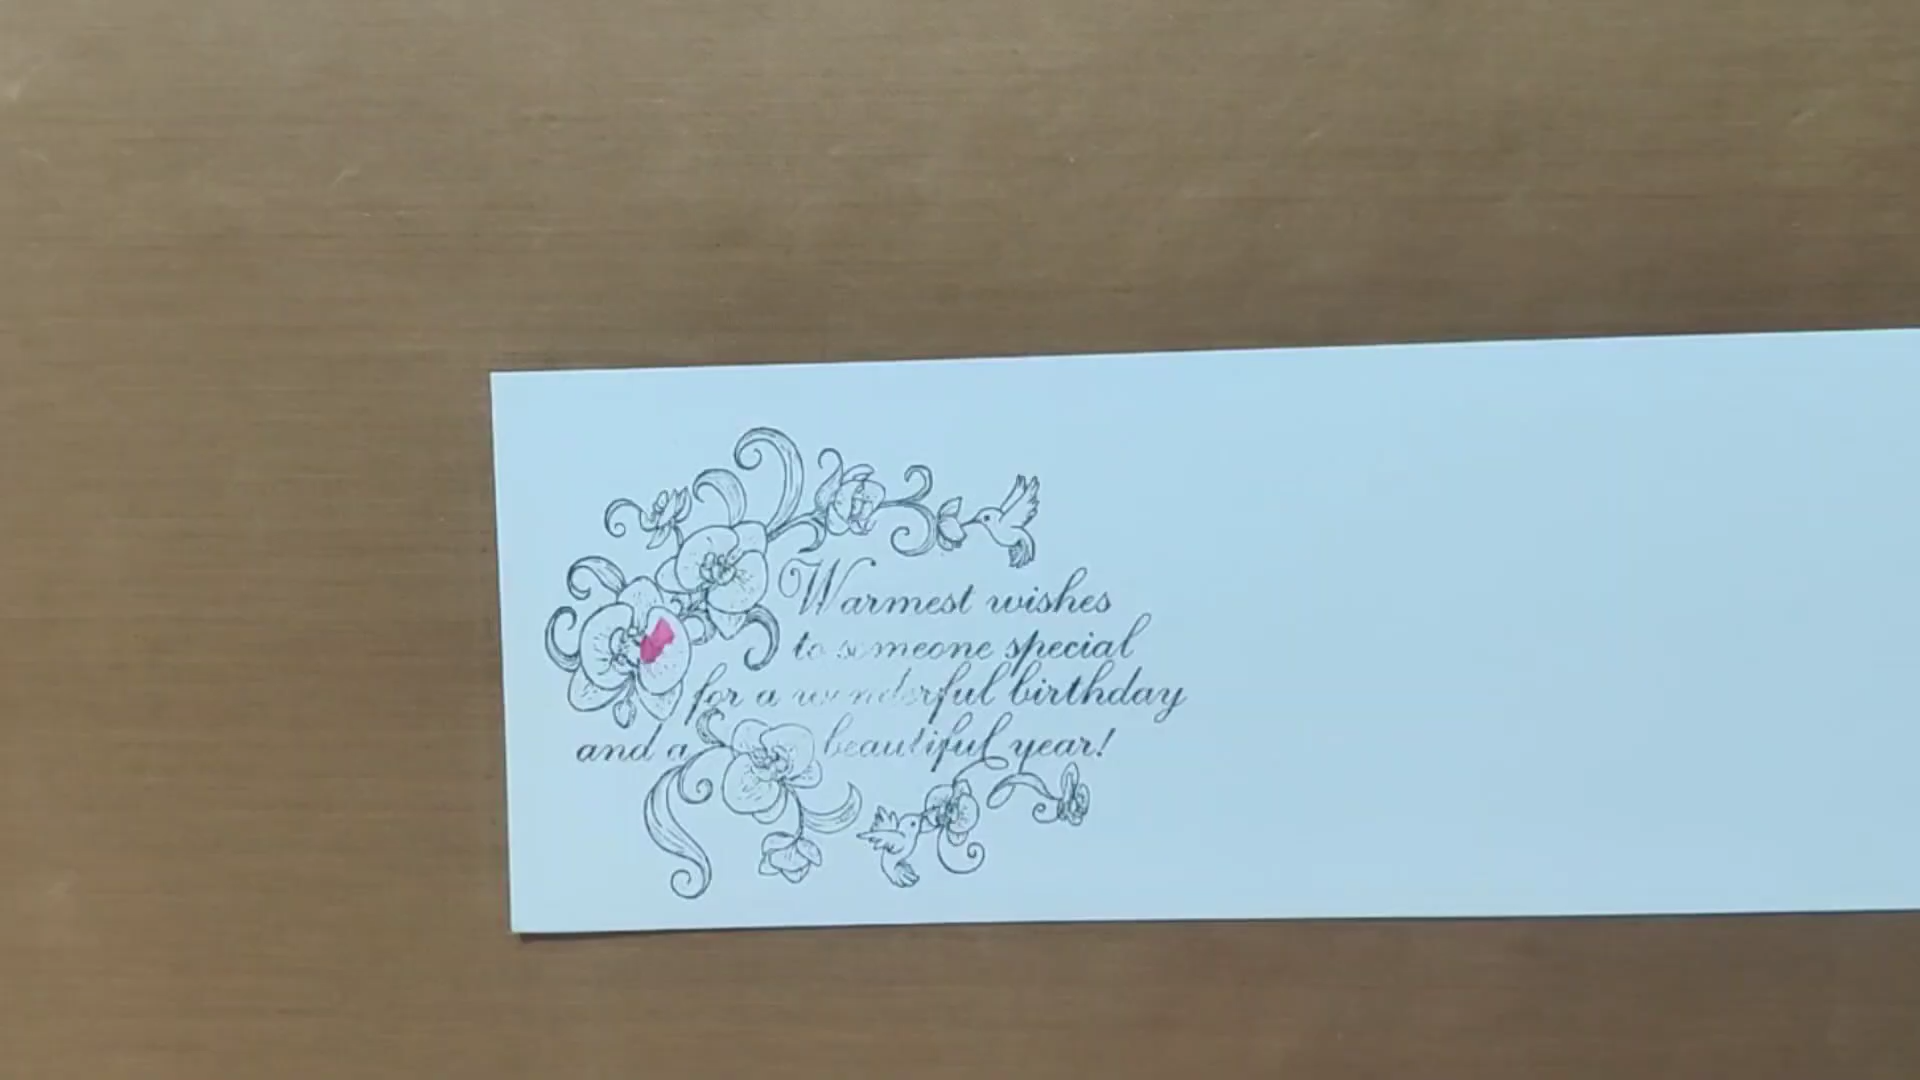 Warmest wishes
to someone special
for a wonderful birthday
and a beautiful year!